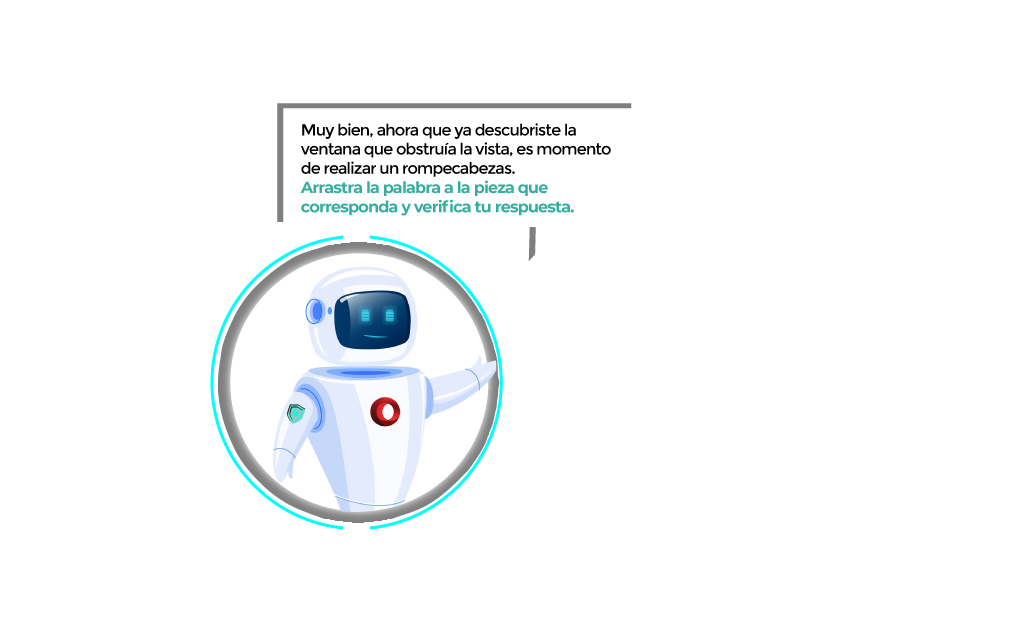 Muy bien, ahora que ya descubriste la
ventana que obstruía la vista, es momento
de realizar un rompecabezas.
Arrastra la palabra a la pieza que
corresponda y verifica tu respuesta.